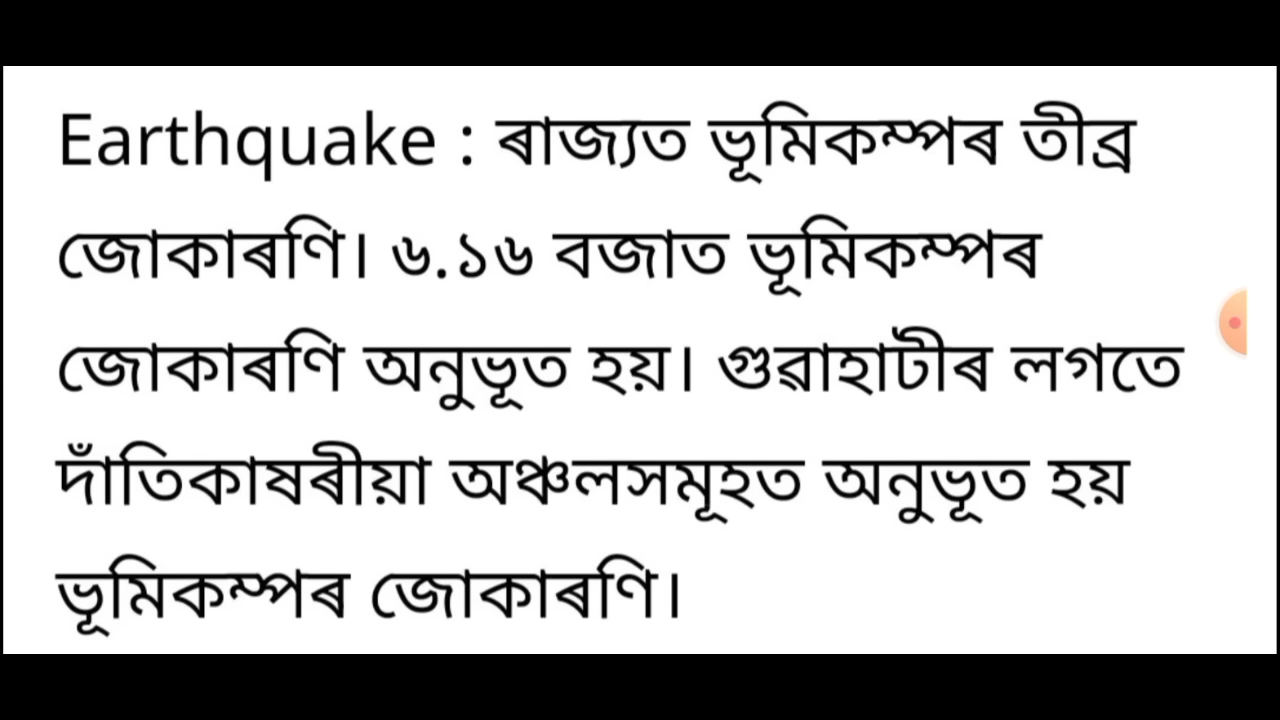 Earthquake : ৰাজ্যত ভূমিকম্পৰ তীব্ৰ
জোকাৰণি। ৬.১৬ বজাত ভূমিকম্পৰ
জোকাৰণি অনুভূত হয়। গুৱাহাটীৰ লগতে
দাঁতিকাষৰীয়া অঞ্চলসমূহত অনুভূত হয়
ভূমিকম্পৰ জোকাৰণি।